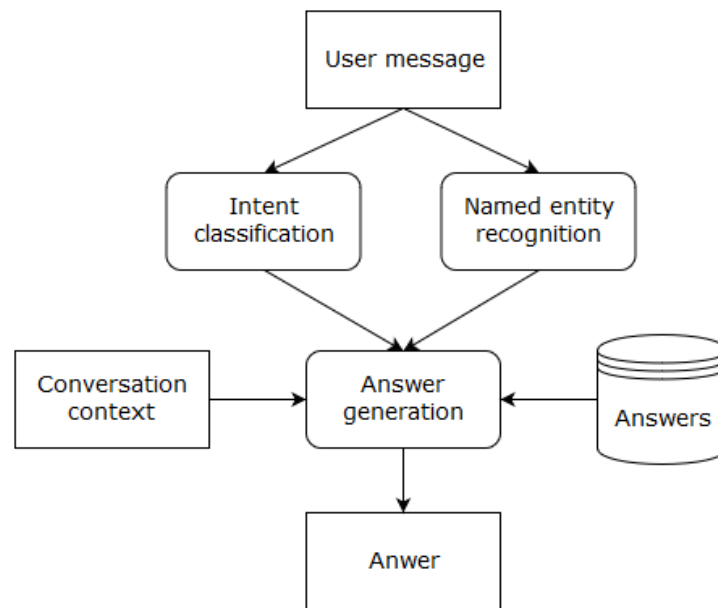 User message
Intent
classification
Named entity
recognition
Conversation
context
Answer
generation
Answers
Anwer